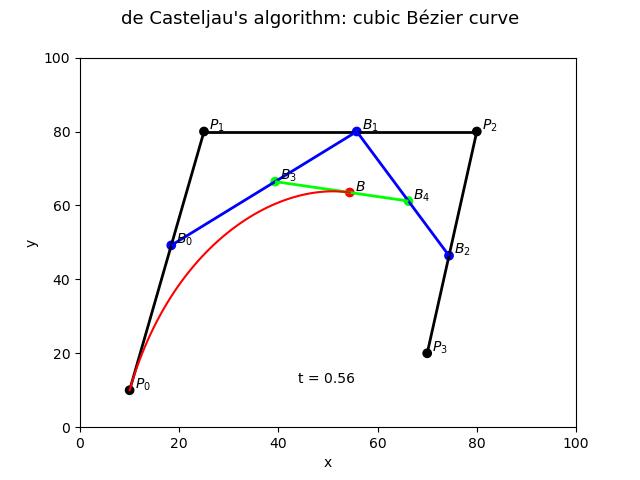 de Casteljau's algorithm: cubic Bézier curve
100
80
60
40
20
0
y
P₁
B₁
P₂
B₃
B
B₄
B₀
B₂
P₃
P₀
t = 0.56
0 20 40 60 80 100
x